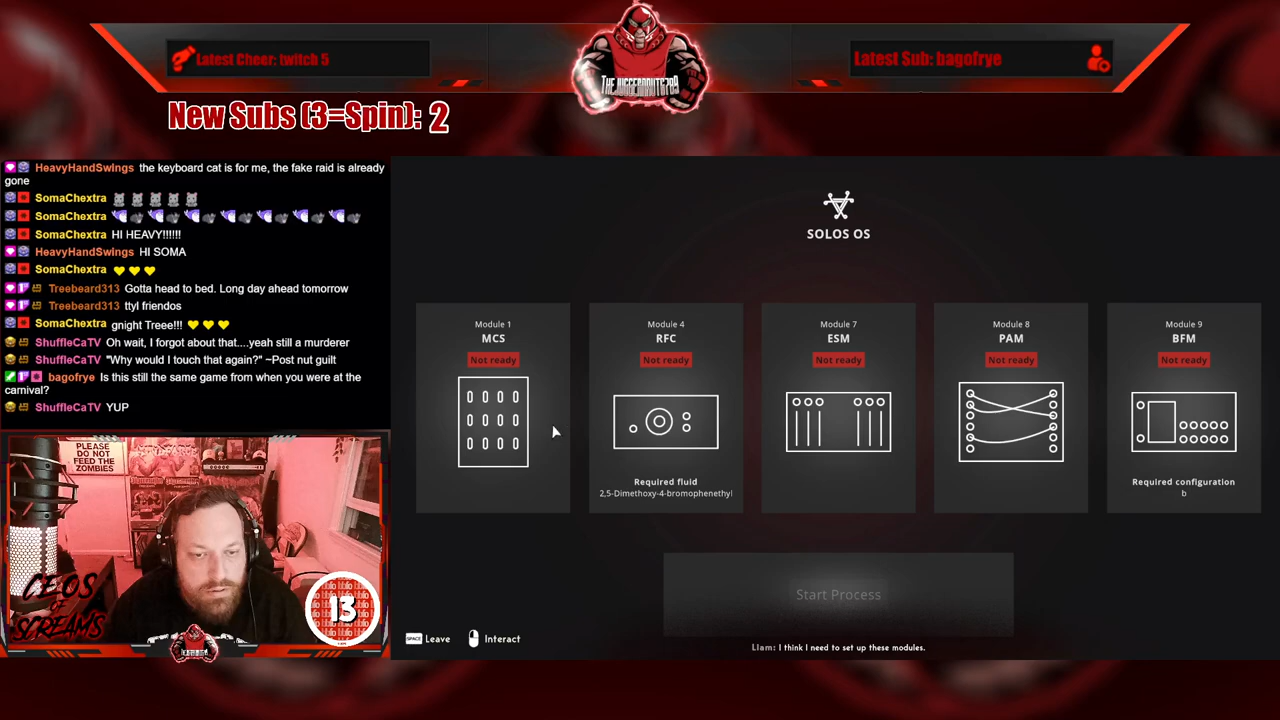 Latest Cheer: twitch 5
THEJUGGERNAUT6789
Latest Sub: bagofrye
New Subs (3=Spin): 2
HeavyHandSwings the keyboard cat is for me, the fake raid is already
gone
SomaChextra
SomaChextra
SomaChextra HI HEAVY!!!!!!
HeavyHandSwings HI SOMA
SomaChextra
Treebeard313 Gotta head to bed. Long day ahead tomorrow
Treebeard313 ttyl friendos
SomaChextra gnight Treee!!!
ShuffleCaTV Oh wait, I forgot about that....yeah still a murderer
ShuffleCaTV "Why would I touch that again?" ~Post nut guilt
bagofrye Is this still the same game from when you were at the
carnival?
ShuffleCaTV YUP
SOLOS OS
Module 1
MCS
Not ready
Module 4
RFC
Not ready
Required fluid
2,5-Dimethoxy-4-bromophenethyl
Module 7
ESM
Not ready
Module 8
PAM
Not ready
Module 9
BFM
Not ready
Required configuration
b
Start Process
SPACE Leave
Interact
Liam: I think I need to set up these modules.
PLEASE
DO NOT
FEED THE
ZOMBIES
CEOS
OF
SCREAMS
13